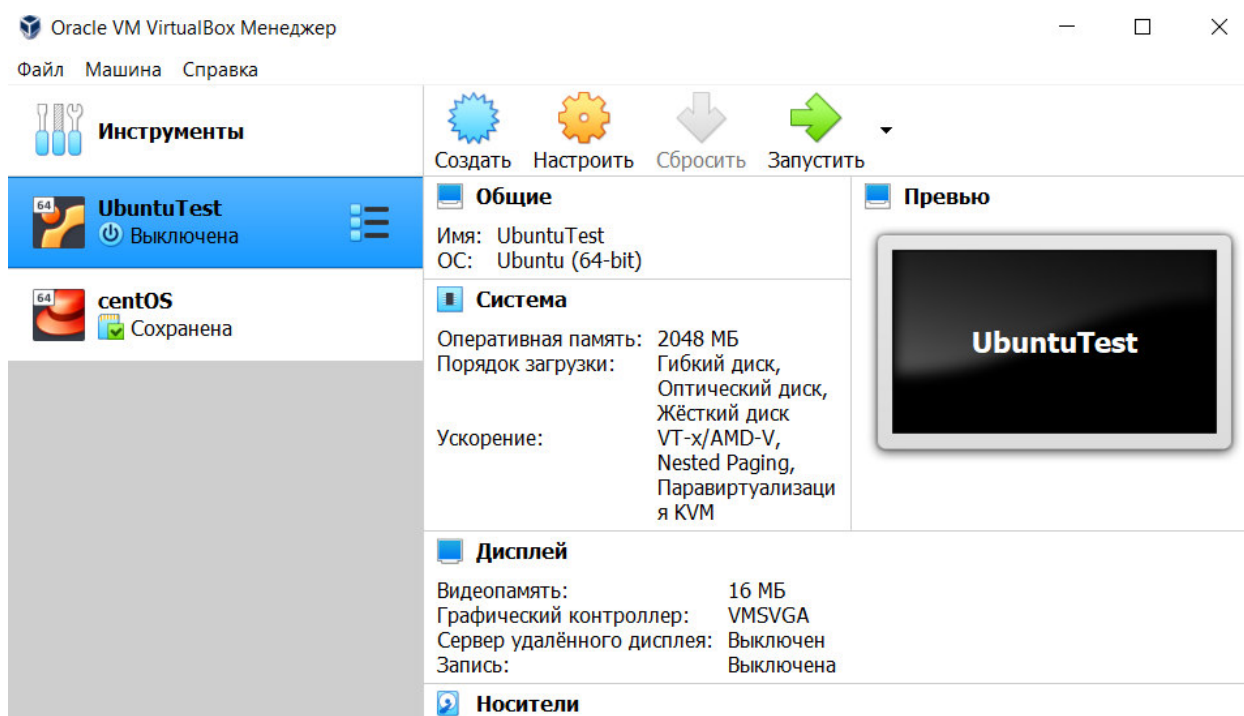 Oracle VM VirtualBox Менеджер
Файл Машина Справка
Инструменты
Создать Настроить Сбросить Запустить
64
UbuntuTest
Выключена
64
centOS
Сохранена
Общие
Имя: UbuntuTest
ОС: Ubuntu (64-bit)
Система
Оперативная память: 2048 МБ
Порядок загрузки: Гибкий диск,
Оптический диск,
Жёсткий диск
Ускорение: VT-x/AMD-V,
Nested Paging,
Паравиртуализаци
я KVM
Превью
UbuntuTest
Дисплей
Видеопамять: 16 МБ
Графический контроллер: VMSVGA
Сервер удалённого дисплея: Выключен
Запись: Выключена
Носители